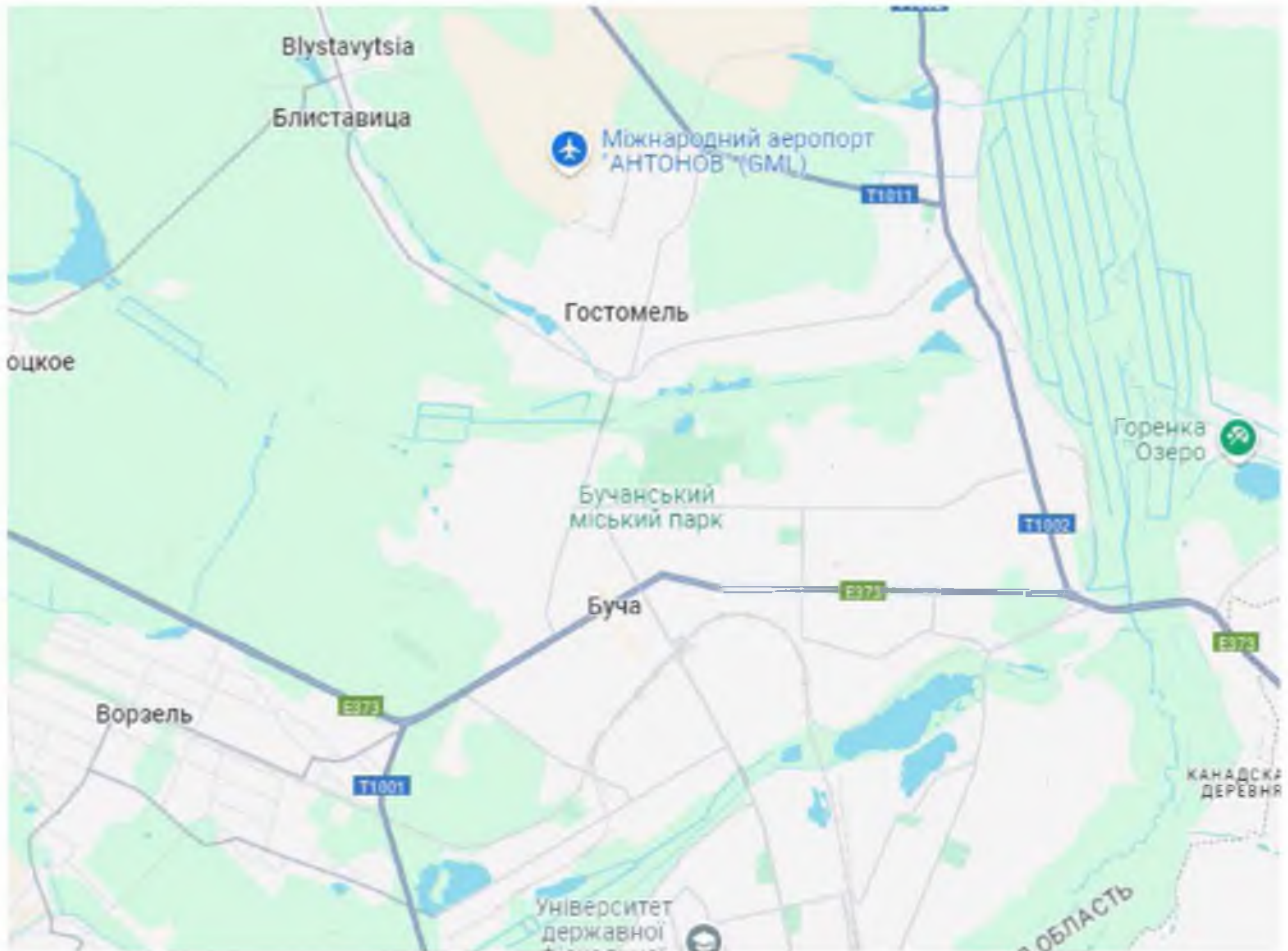 Blystavytsia
Блиставица
Міжнародний аеропорт
"АНТОНОВ" (GML)
T1011
Гостомель
оцкое
Горенка
Озеро
Бучанський
міський парк
T1002
E373
Буча
E373
E373
Ворзель
T1001
КАНАДСКА
ДЕРЕВНЯ
Університет
державної
ОБЛАСТЬ